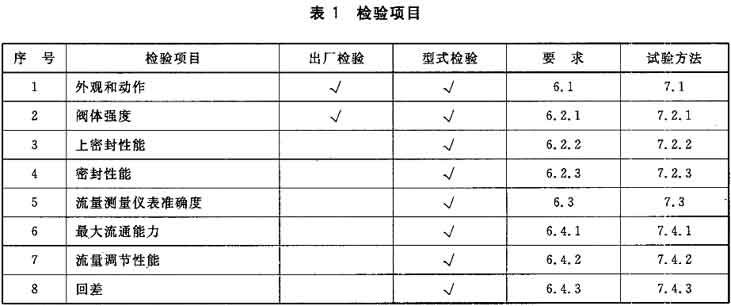 表 1 检验项目
序 号 检验项目 出厂检验 型式检验 要 求 试验方法
1 外观和动作 √ √ 6.1 7.1
2 阀体强度 √ √ 6.2.1 7.2.1
3 上密封性能 √ 6.2.2 7.2.2
4 密封性能 √ 6.2.3 7.2.3
5 流量测量仪表准确度 √ 6.3 7.3
6 最大流通能力 √ 6.4.1 7.4.1
7 流量调节性能 √ 6.4.2 7.4.2
8 回差 √ 6.4.3 7.4.3